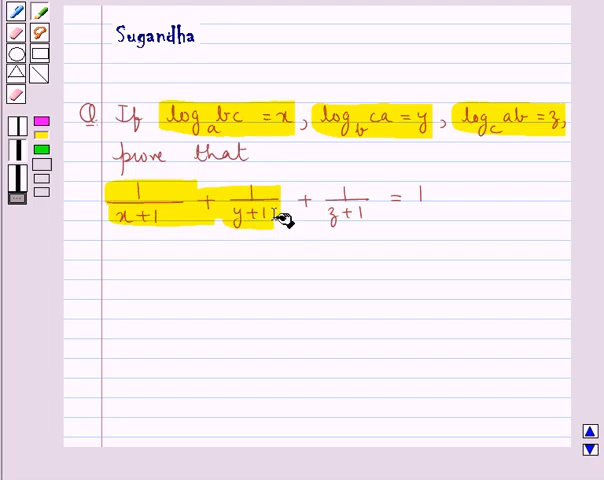 Sugandha
Q If log_a bc = x, log_b ca = y, log_c ab = z,
prove that
1/(x+1) + 1/(y+1) + 1/(z+1) = 1